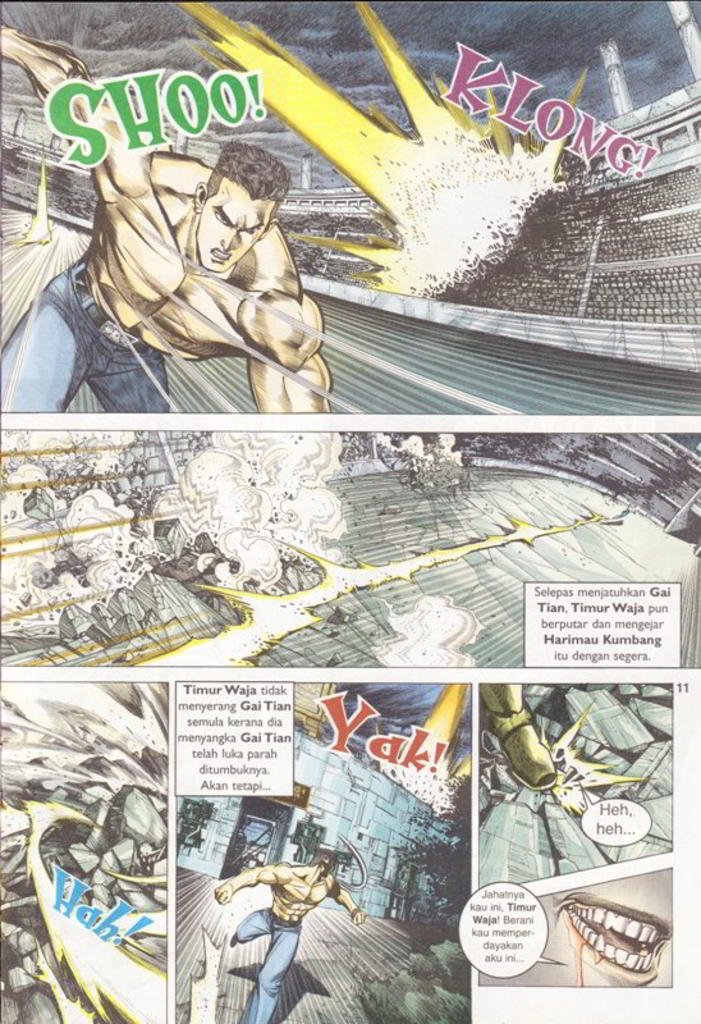 SHOO!
KLONG!
Selepas menjatuhkan Gai
Tian, Timur Waja pun
berputar dan mengejar
Harimau Kumbang
itu dengan segera.
11
Timur Waja tidak
menyerang Gai Tian
semula kerana dia
menyangka Gai Tian
telah luka parah
ditumbuknya.
Akan tetapi...
Yak!
Heh,
heh...
Hah!
Jahatnya
kau ini, Timur
Waja! Berani
kau memper-
dayakan
aku ini...